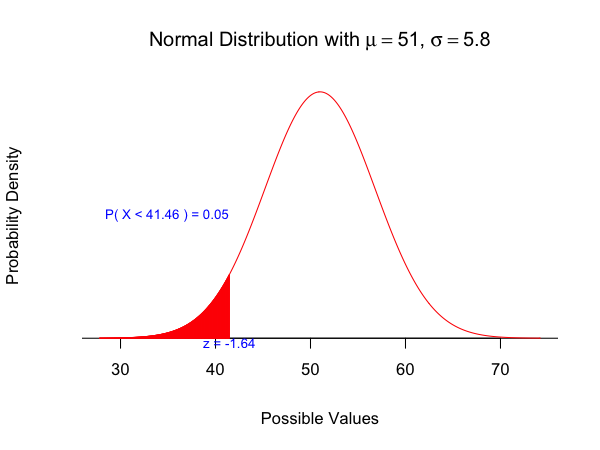 Normal Distribution with μ = 51, σ = 5.8
Probability Density
P( X < 41.46 ) = 0.05
z = -1.64
30 40 50 60 70
Possible Values